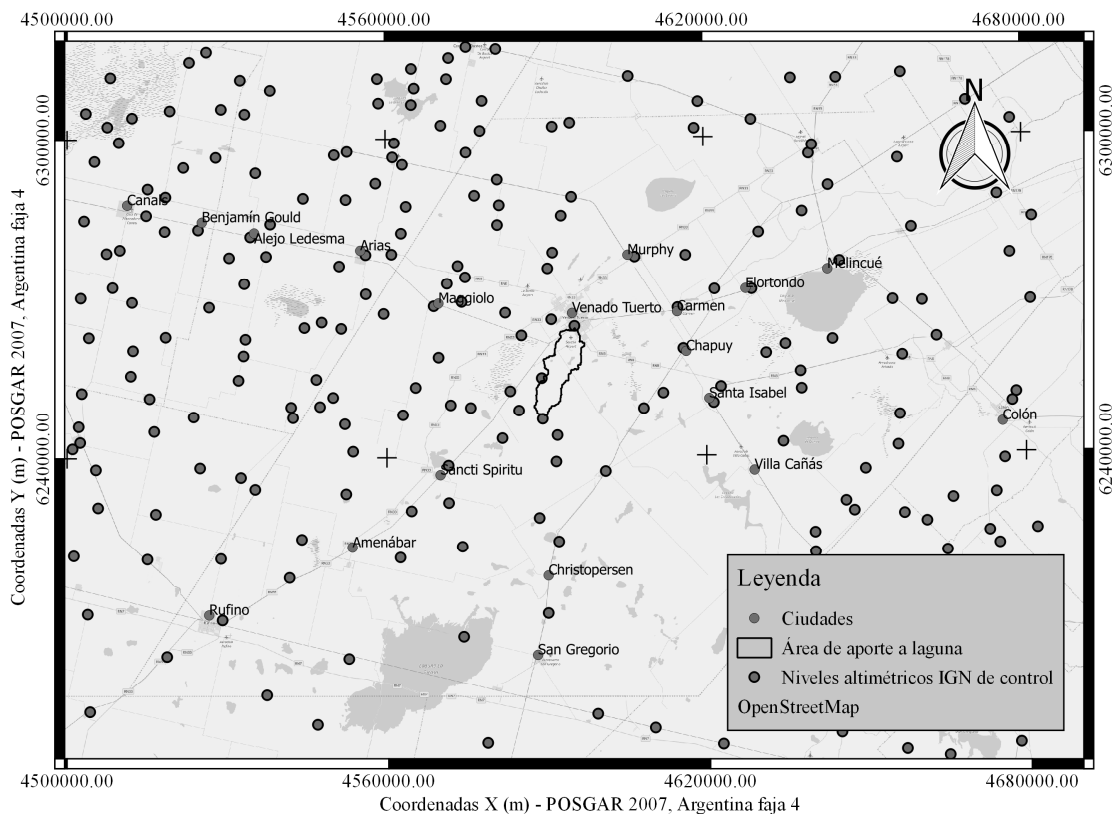 4500000.00
4560000.00
4620000.00
4680000.00
6300000.00
6240000.00
Coordenadas Y (m) - POSGAR 2007, Argentina faja 4
N
Canals
Benjamín Gould
Alejo Ledesma
Arias
Murphy
Melincué
Elortondo
Maggiolo
Venado Tuerto
Carmen
Chapuy
Santa Isabel
Colón
Sancti Spiritu
Villa Cañás
Amenábar
Christopersen
Rufino
San Gregorio
Leyenda
Ciudades
Área de aporte a laguna
Niveles altimétricos IGN de control
OpenStreetMap
6300000.00
6240000.00
4500000.00
4560000.00
4620000.00
4680000.00
Coordenadas X (m) - POSGAR 2007, Argentina faja 4